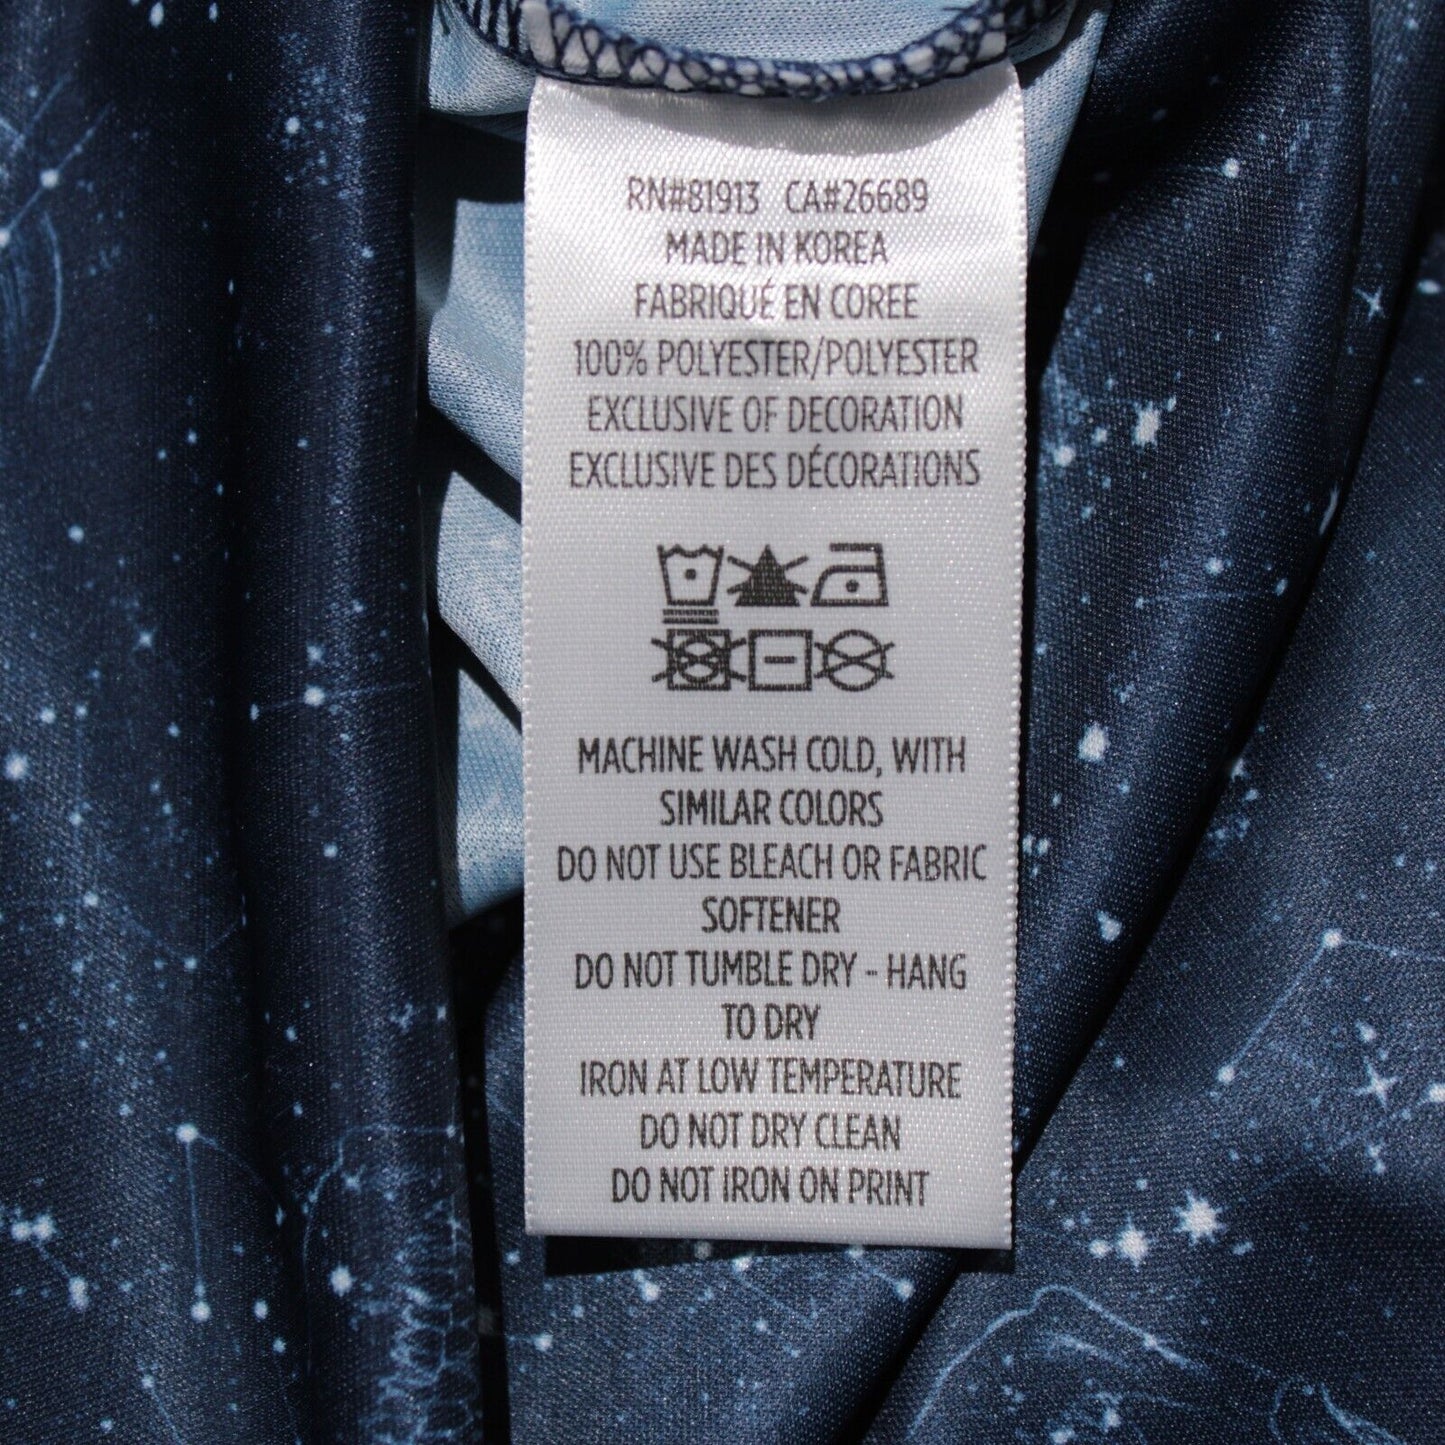 RN#81913 CA#26689
MADE IN KOREA
FABRIQUÉ EN COREE
100% POLYESTER/POLYESTER
EXCLUSIVE OF DECORATION
EXCLUSIVE DES DÉCORATIONS
MACHINE WASH COLD, WITH
SIMILAR COLORS
DO NOT USE BLEACH OR FABRIC
SOFTENER
DO NOT TUMBLE DRY - HANG
TO DRY
IRON AT LOW TEMPERATURE
DO NOT DRY CLEAN
DO NOT IRON ON PRINT